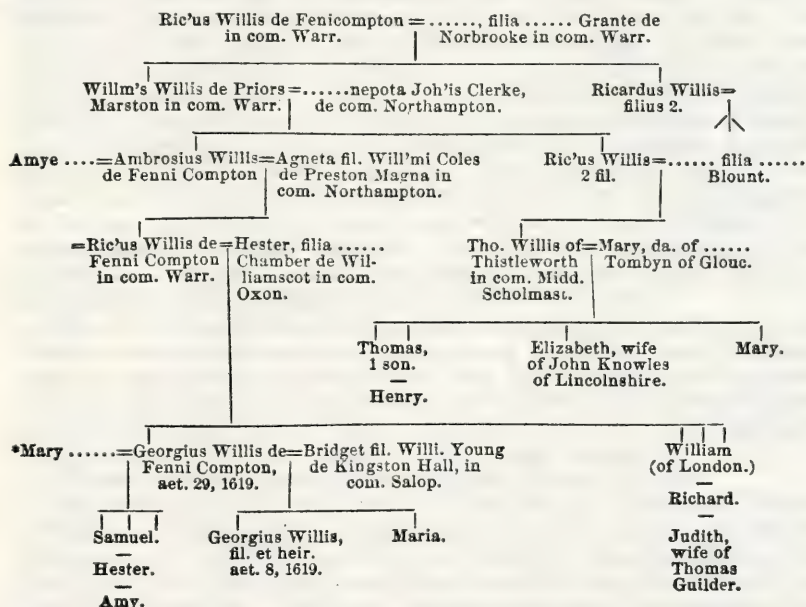 Ric'us Willis de Fenicompton = ......, filia ...... Grante de
in com. Warr. Norbrooke in com. Warr.
Willm's Willis de Priors=......nepota Joh'is Clerke, Ricardus Willis=
Marston in com. Warr. de com. Northampton. filius 2.
Amye ....=Ambrosius Willis=Agneta fil. Will'mi Coles Ric'us Willis=...... filia ......
de Fenni Compton de Preston Magna in 2 fil. Blount.
com. Northampton.
=Ric'us Willis de=Hester, filia ...... Tho. Willis of=Mary, da. of ......
Fenni Compton Chamber de Wil- Thistleworth Tombyn of Glouc.
in com. Warr. liamscot in com. in com. Midd.
Oxon. Scholmast.
Thomas, Elizabeth, wife Mary.
1 son. of John Knowles
— of Lincolnshire.
Henry.
*Mary ......=Georgius Willis de=Bridget fil. Willi. Young William
Fenni Compton, de Kingston Hall, in (of London.)
aet. 29, 1619. com. Salop. —
Richard.
Samuel. Georgius Willis, Maria. —
— fil. et heir. Judith,
Hester. aet. 8, 1619. wife of
— Thomas
Amy. Guilder.